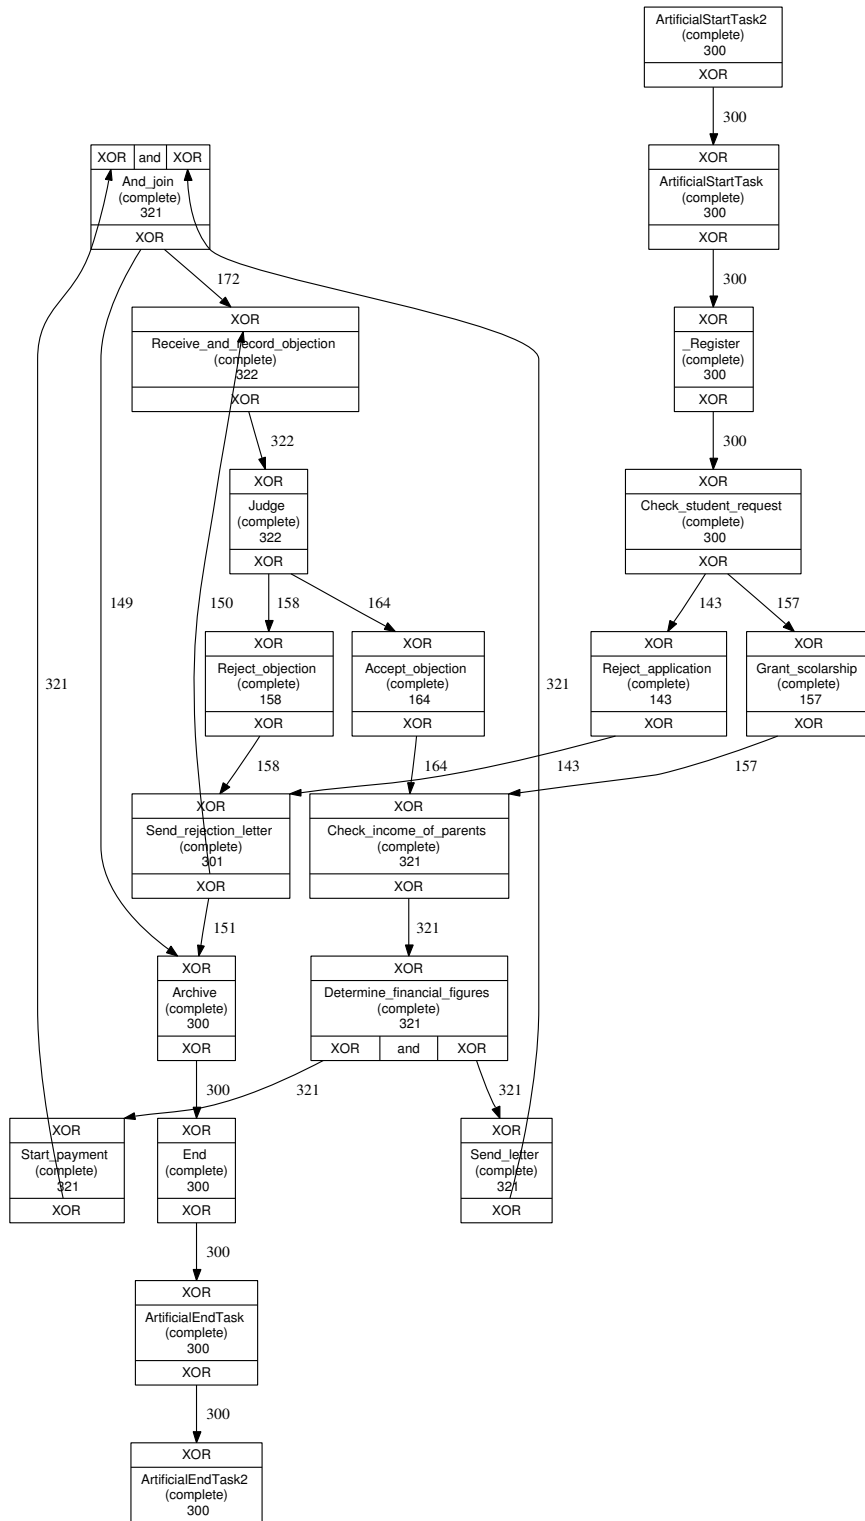 ArtificialStartTask2
(complete)
300
XOR
300
XOR and XOR
And_join
(complete)
321
XOR
XOR
ArtificialStartTask
(complete)
300
XOR
172
300
XOR
Receive_and_record_objection
(complete)
322
XOR
XOR
_Register
(complete)
300
XOR
322
300
XOR
Judge
(complete)
322
XOR
XOR
Check_student_request
(complete)
300
XOR
149
150
158
164
143
157
XOR
Reject_objection
(complete)
158
XOR
XOR
Accept_objection
(complete)
164
XOR
XOR
Reject_application
(complete)
143
XOR
XOR
Grant_scolarship
(complete)
157
XOR
321
321
158
164
143
157
XOR
Send_rejection_letter
(complete)
301
XOR
XOR
Check_income_of_parents
(complete)
321
XOR
151
321
XOR
Archive
(complete)
300
XOR
XOR
Determine_financial_figures
(complete)
321
XOR and XOR
300
321
321
XOR
Start_payment
(complete)
321
XOR
XOR
End
(complete)
300
XOR
XOR
Send_letter
(complete)
321
XOR
300
XOR
ArtificialEndTask
(complete)
300
XOR
300
XOR
ArtificialEndTask2
(complete)
300